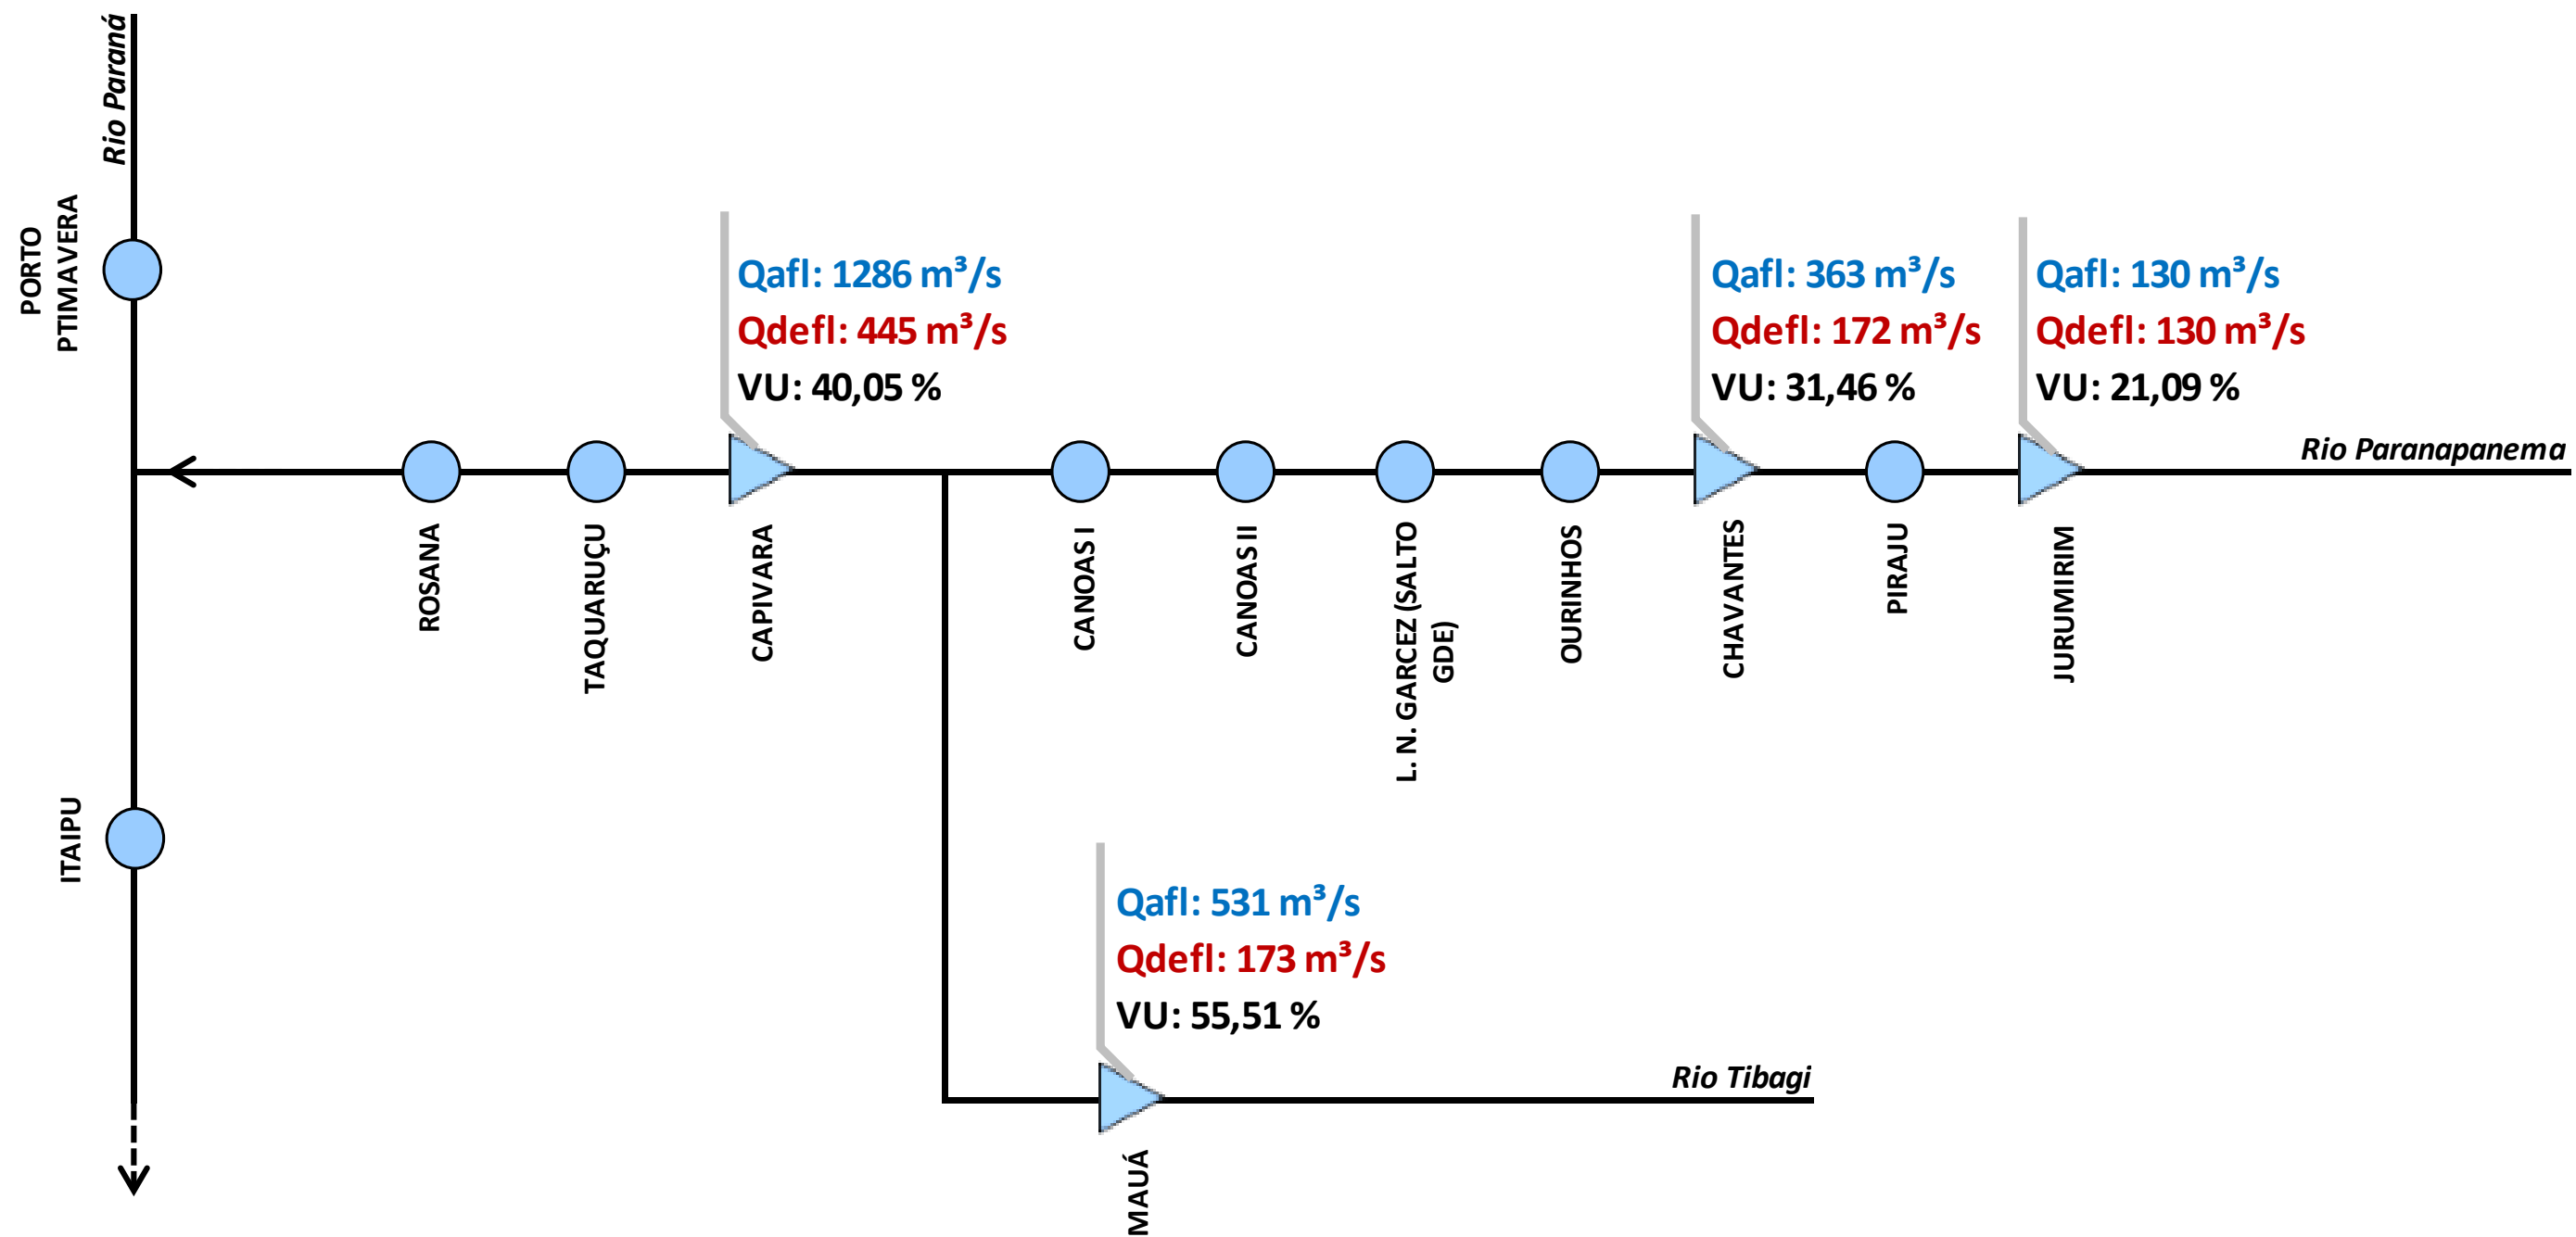 Rio Paraná
PORTO
PTIMAVERA
Qafl: 1286 m³/s
Qdefl: 445 m³/s
VU: 40,05 %
Qafl: 363 m³/s
Qdefl: 172 m³/s
VU: 31,46 %
Qafl: 130 m³/s
Qdefl: 130 m³/s
VU: 21,09 %
Rio Paranapanema
ROSANA
TAQUARUÇU
CAPIVARA
CANOAS I
CANOAS II
L. N. GARCEZ (SALTO
GDE)
OURINHOS
CHAVANTES
PIRAJU
JURUMIRIM
ITAIPU
Qafl: 531 m³/s
Qdefl: 173 m³/s
VU: 55,51 %
Rio Tibagi
MAUÁ